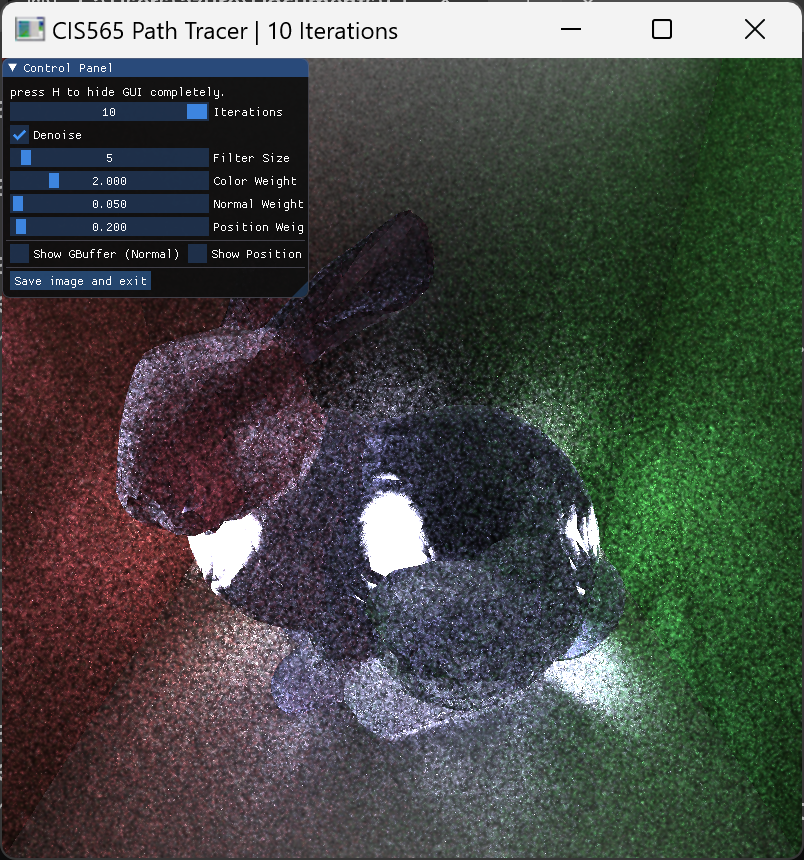 CIS565 Path Tracer | 10 Iterations
Control Panel
press H to hide GUI completely.
10 Iterations
Denoise
5 Filter Size
2.000 Color Weight
0.050 Normal Weight
0.200 Position Weig
Show GBuffer (Normal) Show Position
Save image and exit